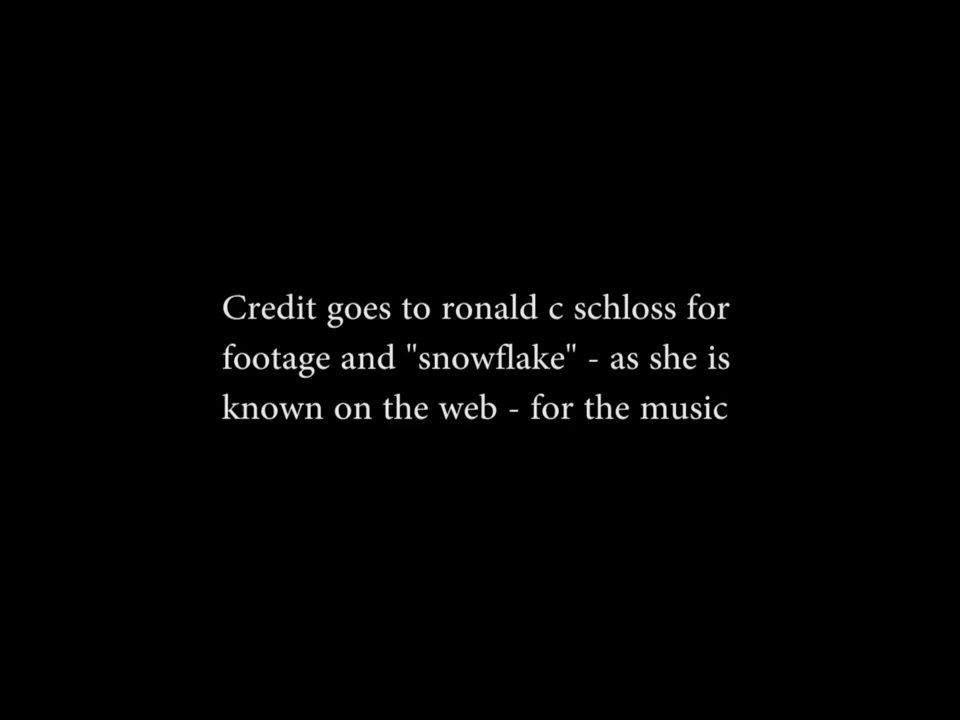 Credit goes to ronald c schloss for
footage and "snowflake" - as she is
known on the web - for the music